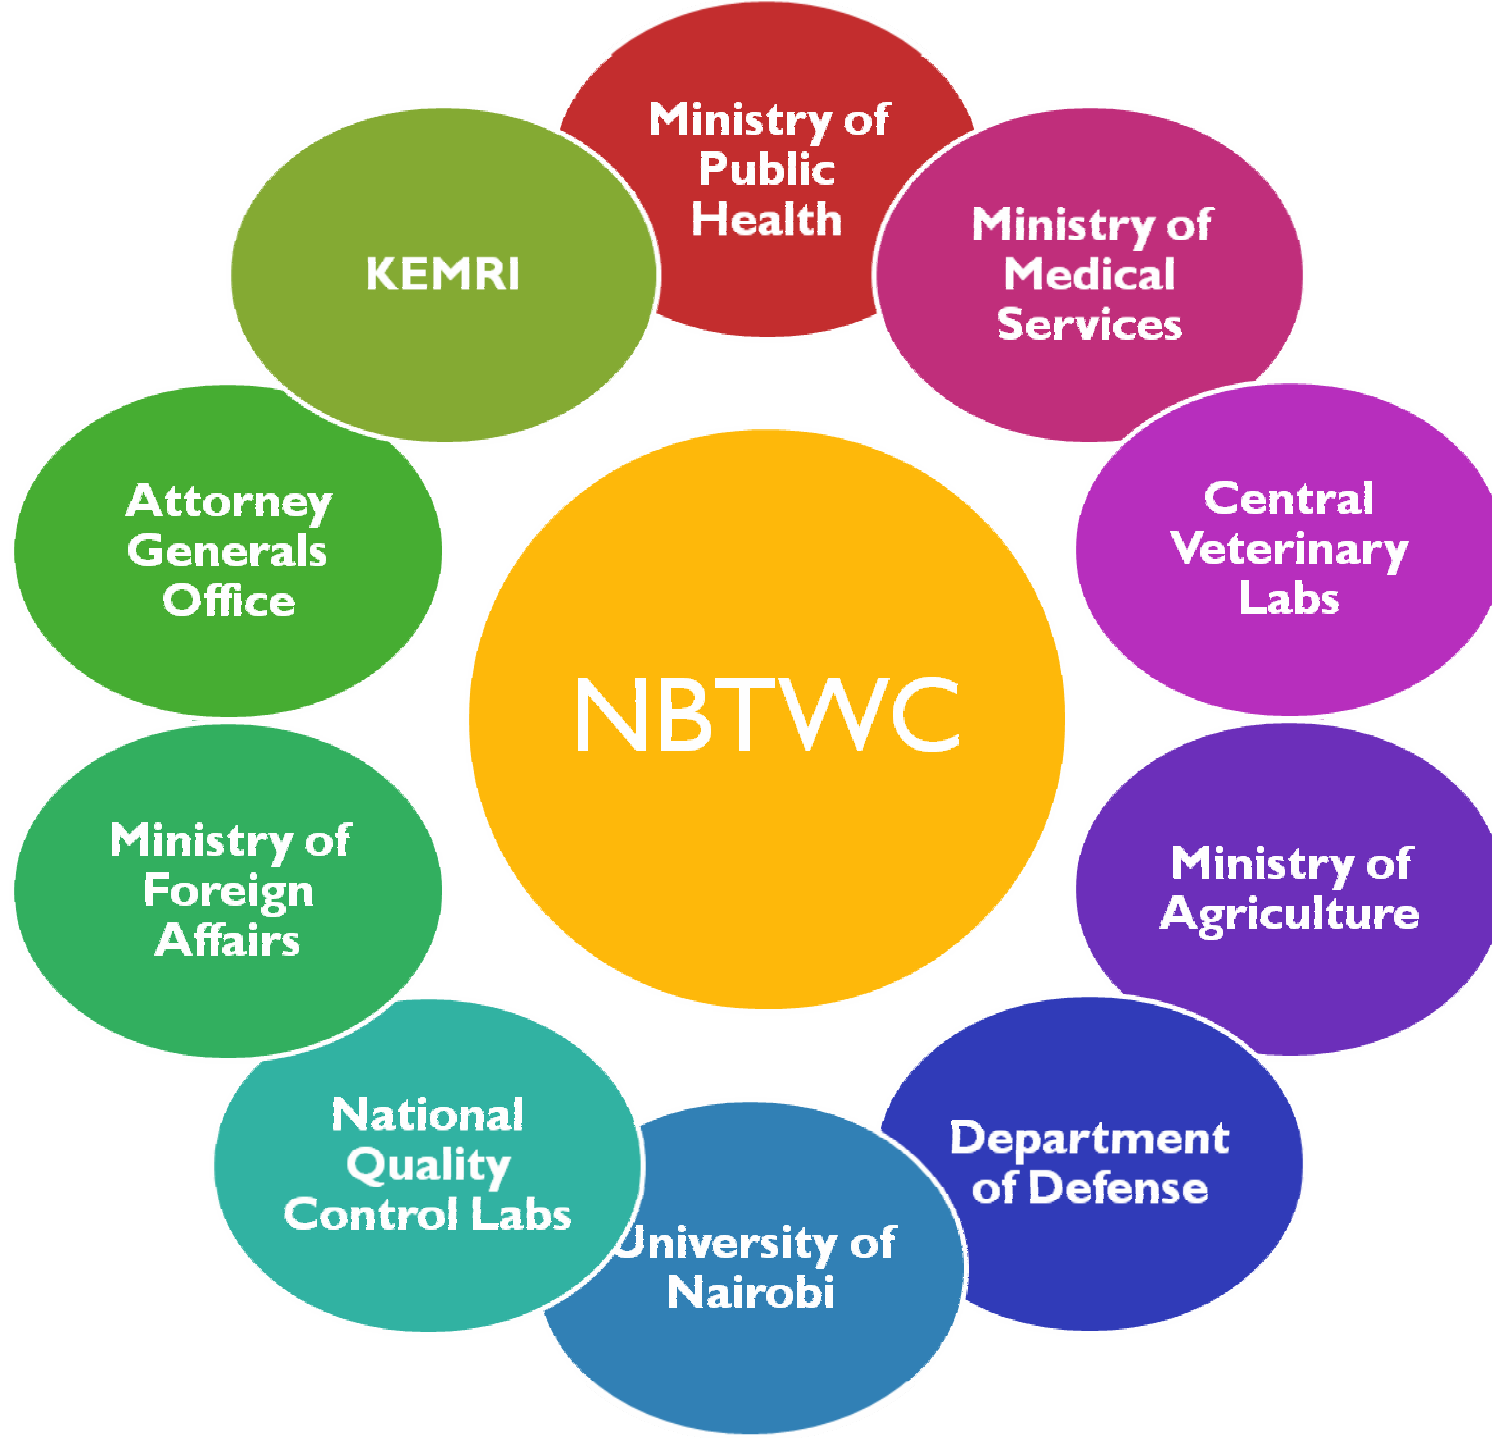 Ministry of
Public
Health
Ministry of
Medical
Services
Central
Veterinary
Labs
Ministry of
Agriculture
Department
of Defense
University of
Nairobi
National
Quality
Control Labs
Ministry of
Foreign
Affairs
Attorney
Generals
Office
KEMRI
NBTWC